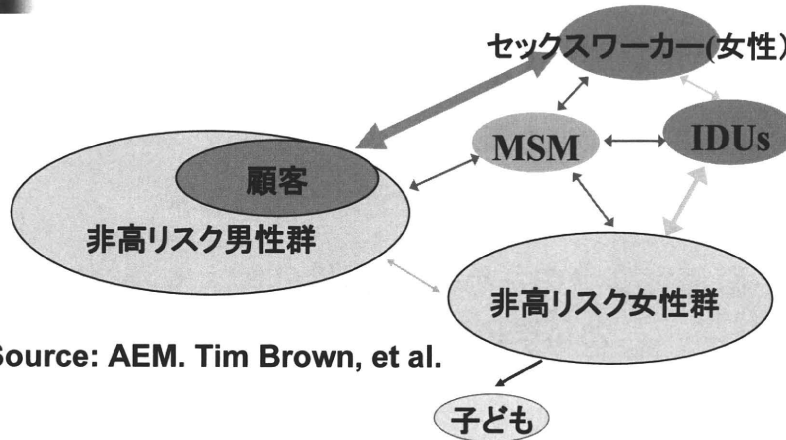 セックスワーカー(女性)
MSM
IDUs
顧客
非高リスク男性群
非高リスク女性群
Source: AEM. Tim Brown, et al.
子ども